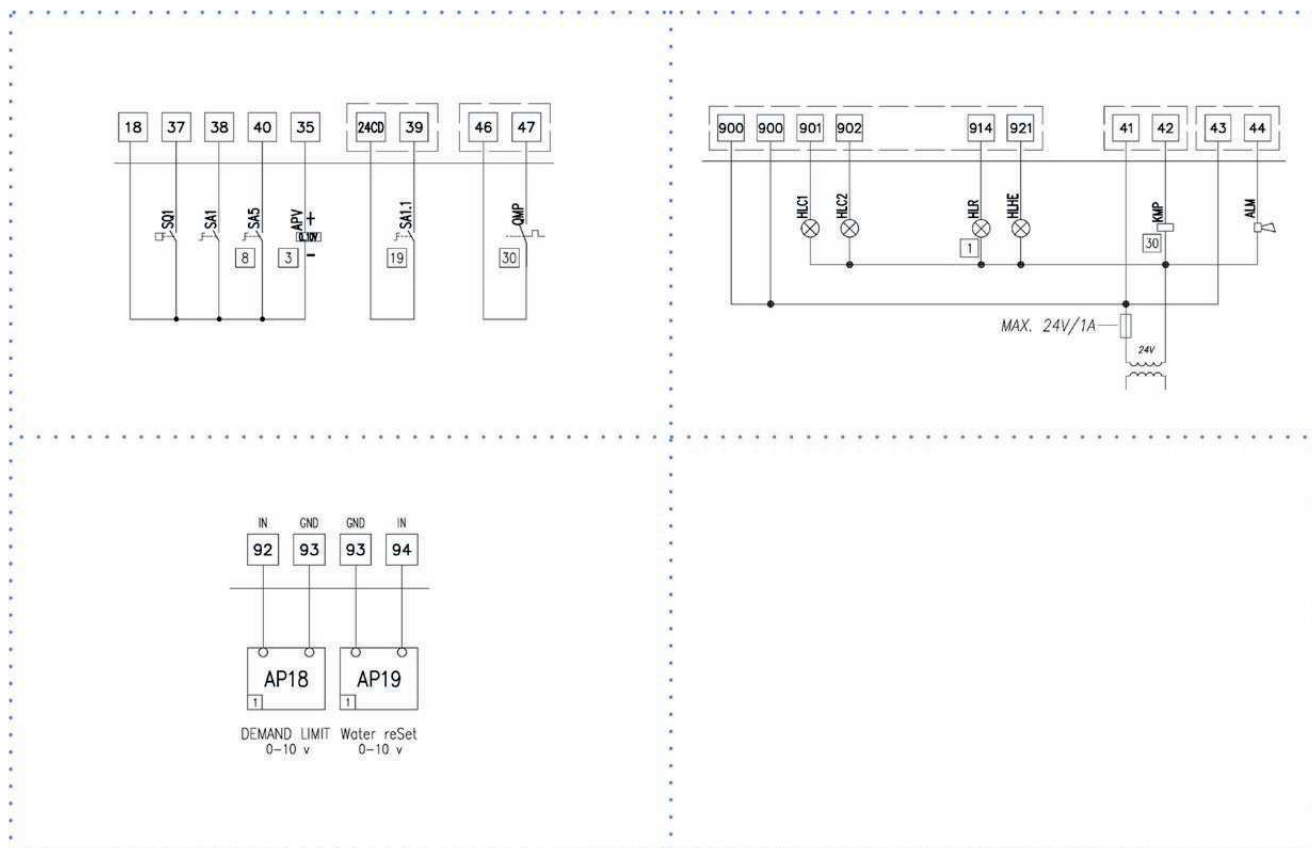 18 37 38 40 35 24CD 39 46 47
SQ1 SA1 SA5 APV + SA1.1 QMP
0_10V
8 3 - 19 30
900 900 901 902 914 921 41 42 43 44
HLC1 HLC2 HLR HLHE KMP ALM
1 30
MAX. 24V/1A
24V
IN GND GND IN
92 93 93 94
AP18 AP19
1 1
DEMAND LIMIT Water reSet
0-10 v 0-10 v